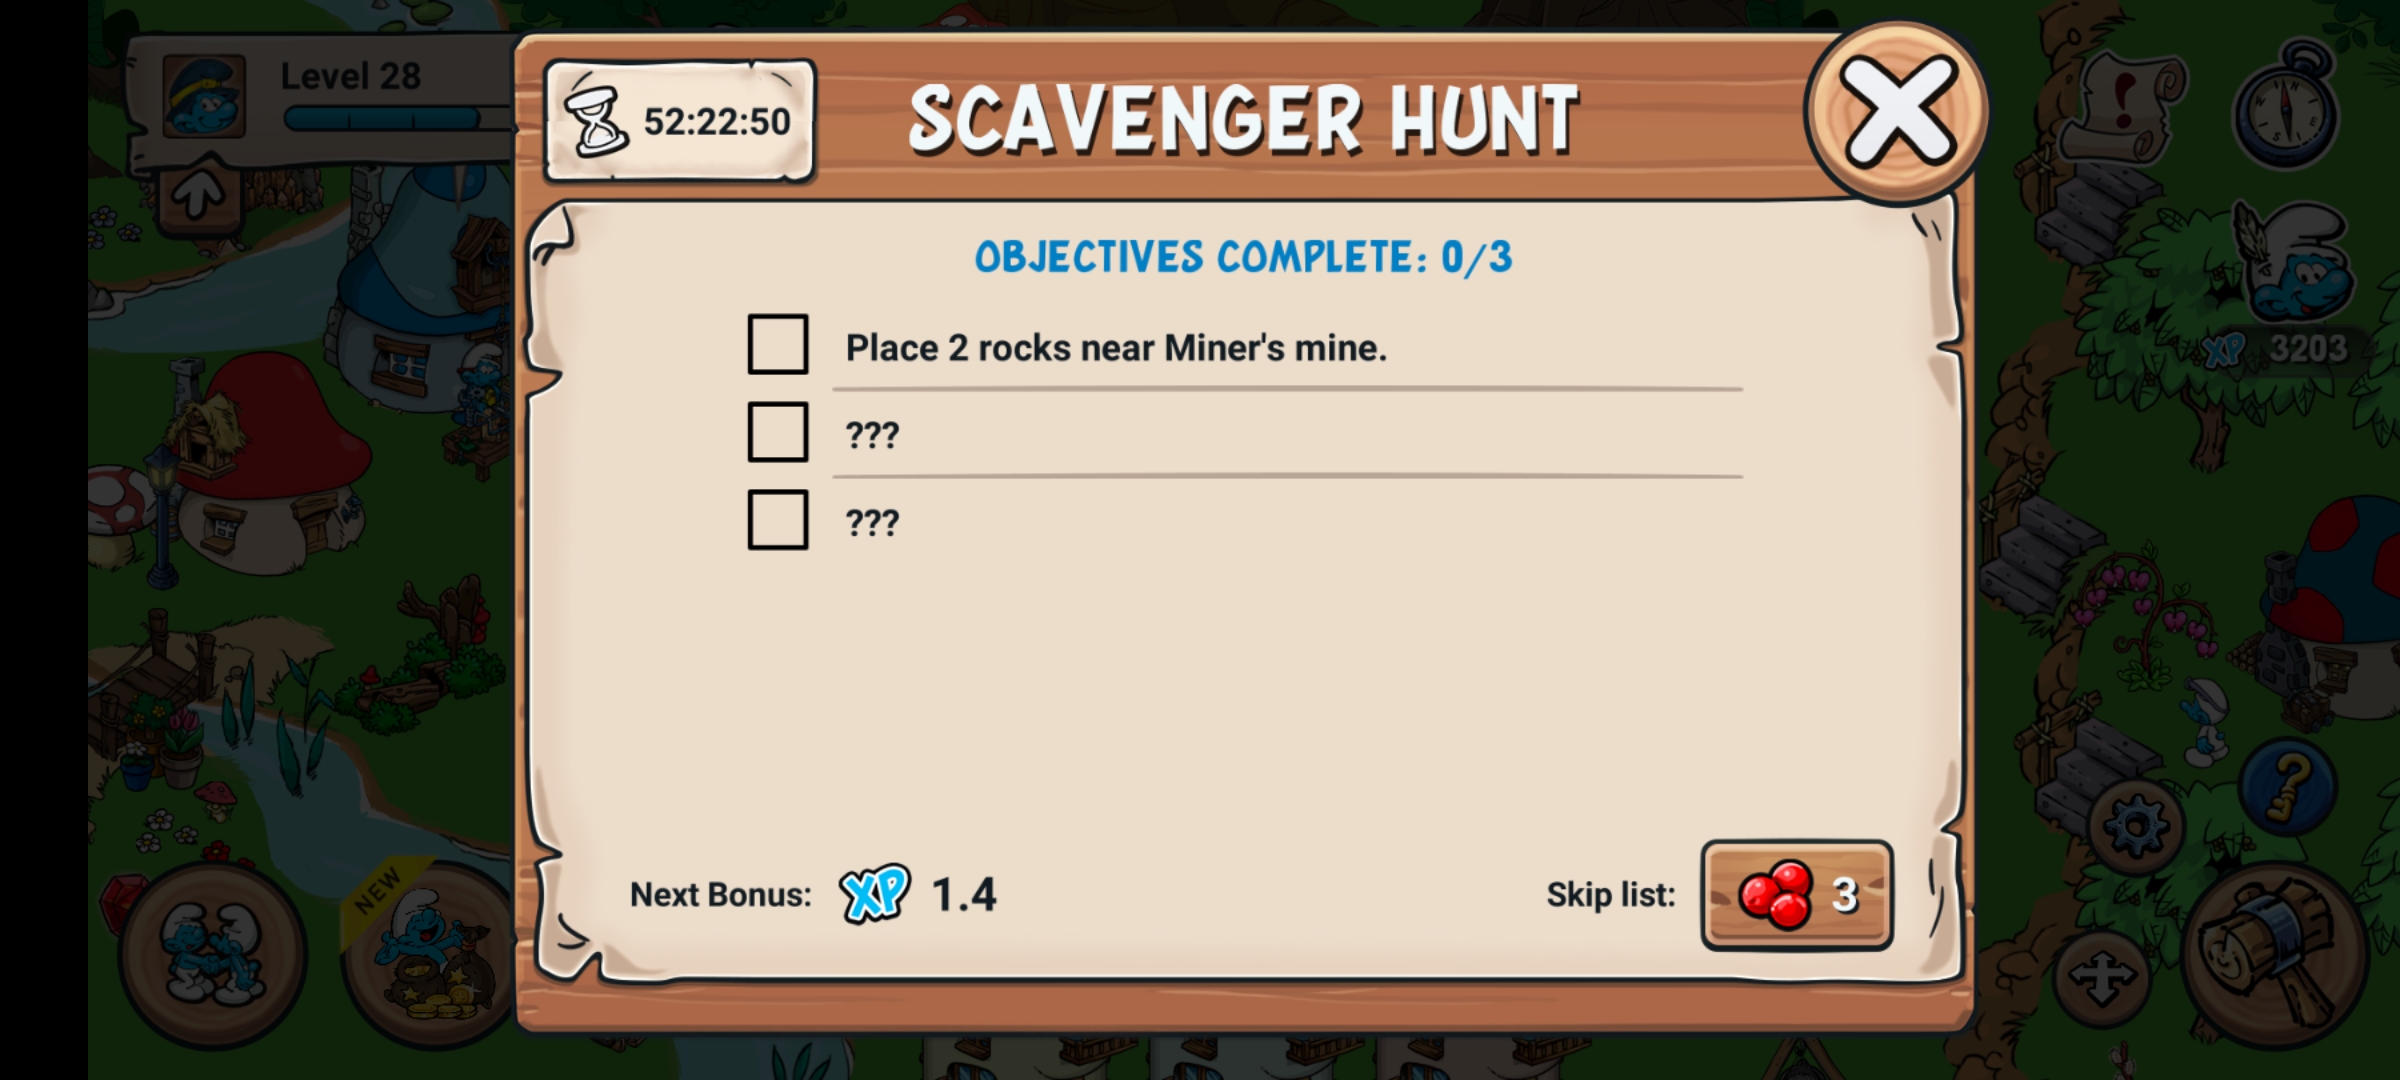 Level 28
52:22:50
SCAVENGER HUNT
OBJECTIVES COMPLETE: 0/3
Place 2 rocks near Miner's mine.
???
???
XP 3203
NEW
Next Bonus: XP 1.4
Skip list: 3